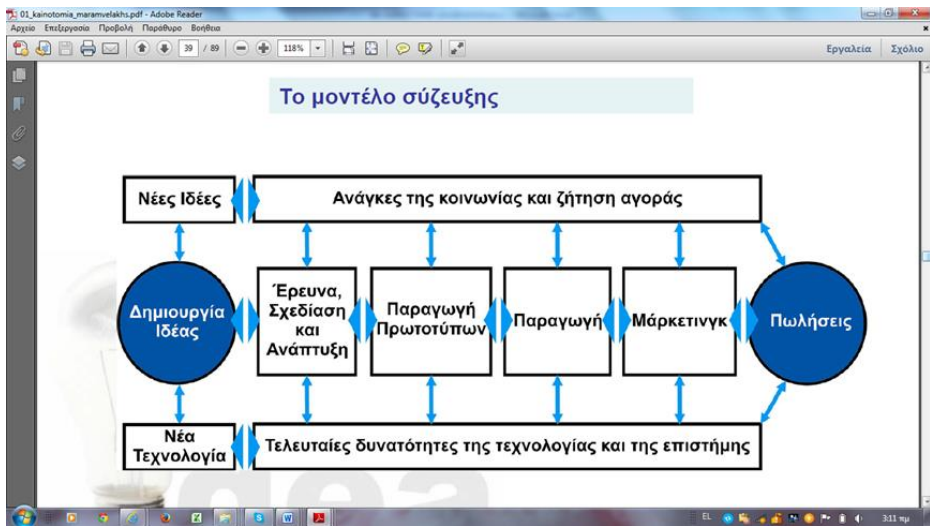 01_kainotomia_maramvelakhs.pdf - Adobe Reader
Αρχείο Επεξεργασία Προβολή Παράθυρο Βοήθεια
39 / 89 118% Εργαλεία Σχόλιο
Το μοντέλο σύζευξης
Νέες Ιδέες
Ανάγκες της κοινωνίας και ζήτηση αγοράς
Δημιουργία
Ιδέας
Έρευνα,
Σχεδίαση
και
Ανάπτυξη
Παραγωγή
Πρωτοτύπων
Παραγωγή
Μάρκετινγκ
Πωλήσεις
Νέα
Τεχνολογία
Τελευταίες δυνατότητες της τεχνολογίας και της επιστήμης
idea
EL 3:11 πμ